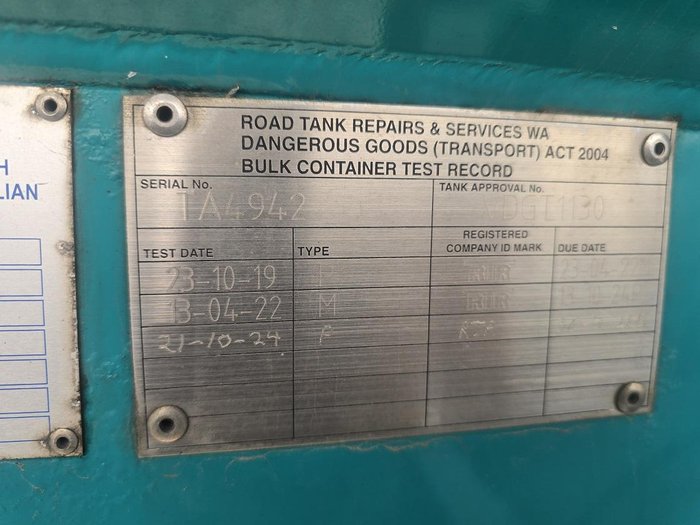 H
LIAN
ROAD TANK REPAIRS & SERVICES WA
DANGEROUS GOODS (TRANSPORT) ACT 2004
BULK CONTAINER TEST RECORD
SERIAL No. TANK APPROVAL No.
TA4942 1130
TEST DATE TYPE REGISTERED COMPANY ID MARK DUE DATE
23-10-19
13-04-22 M
21-10-24 F